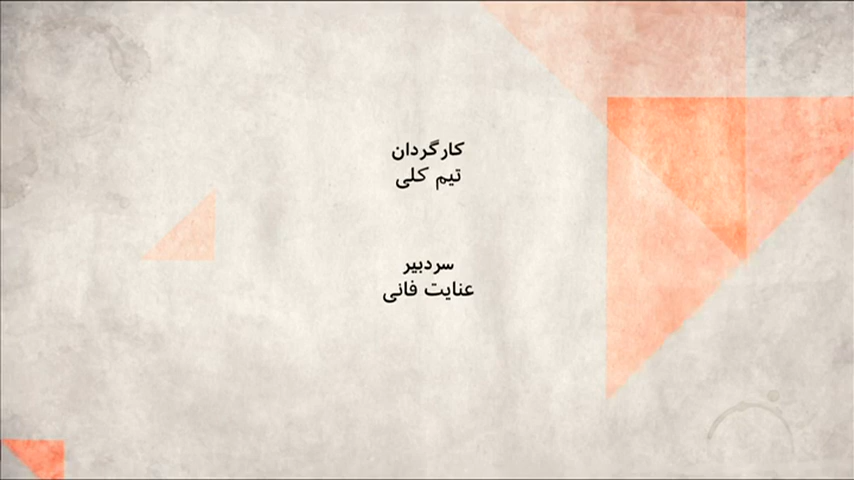 کارگردان
تیم کلی
سردبیر
عنایت فانی